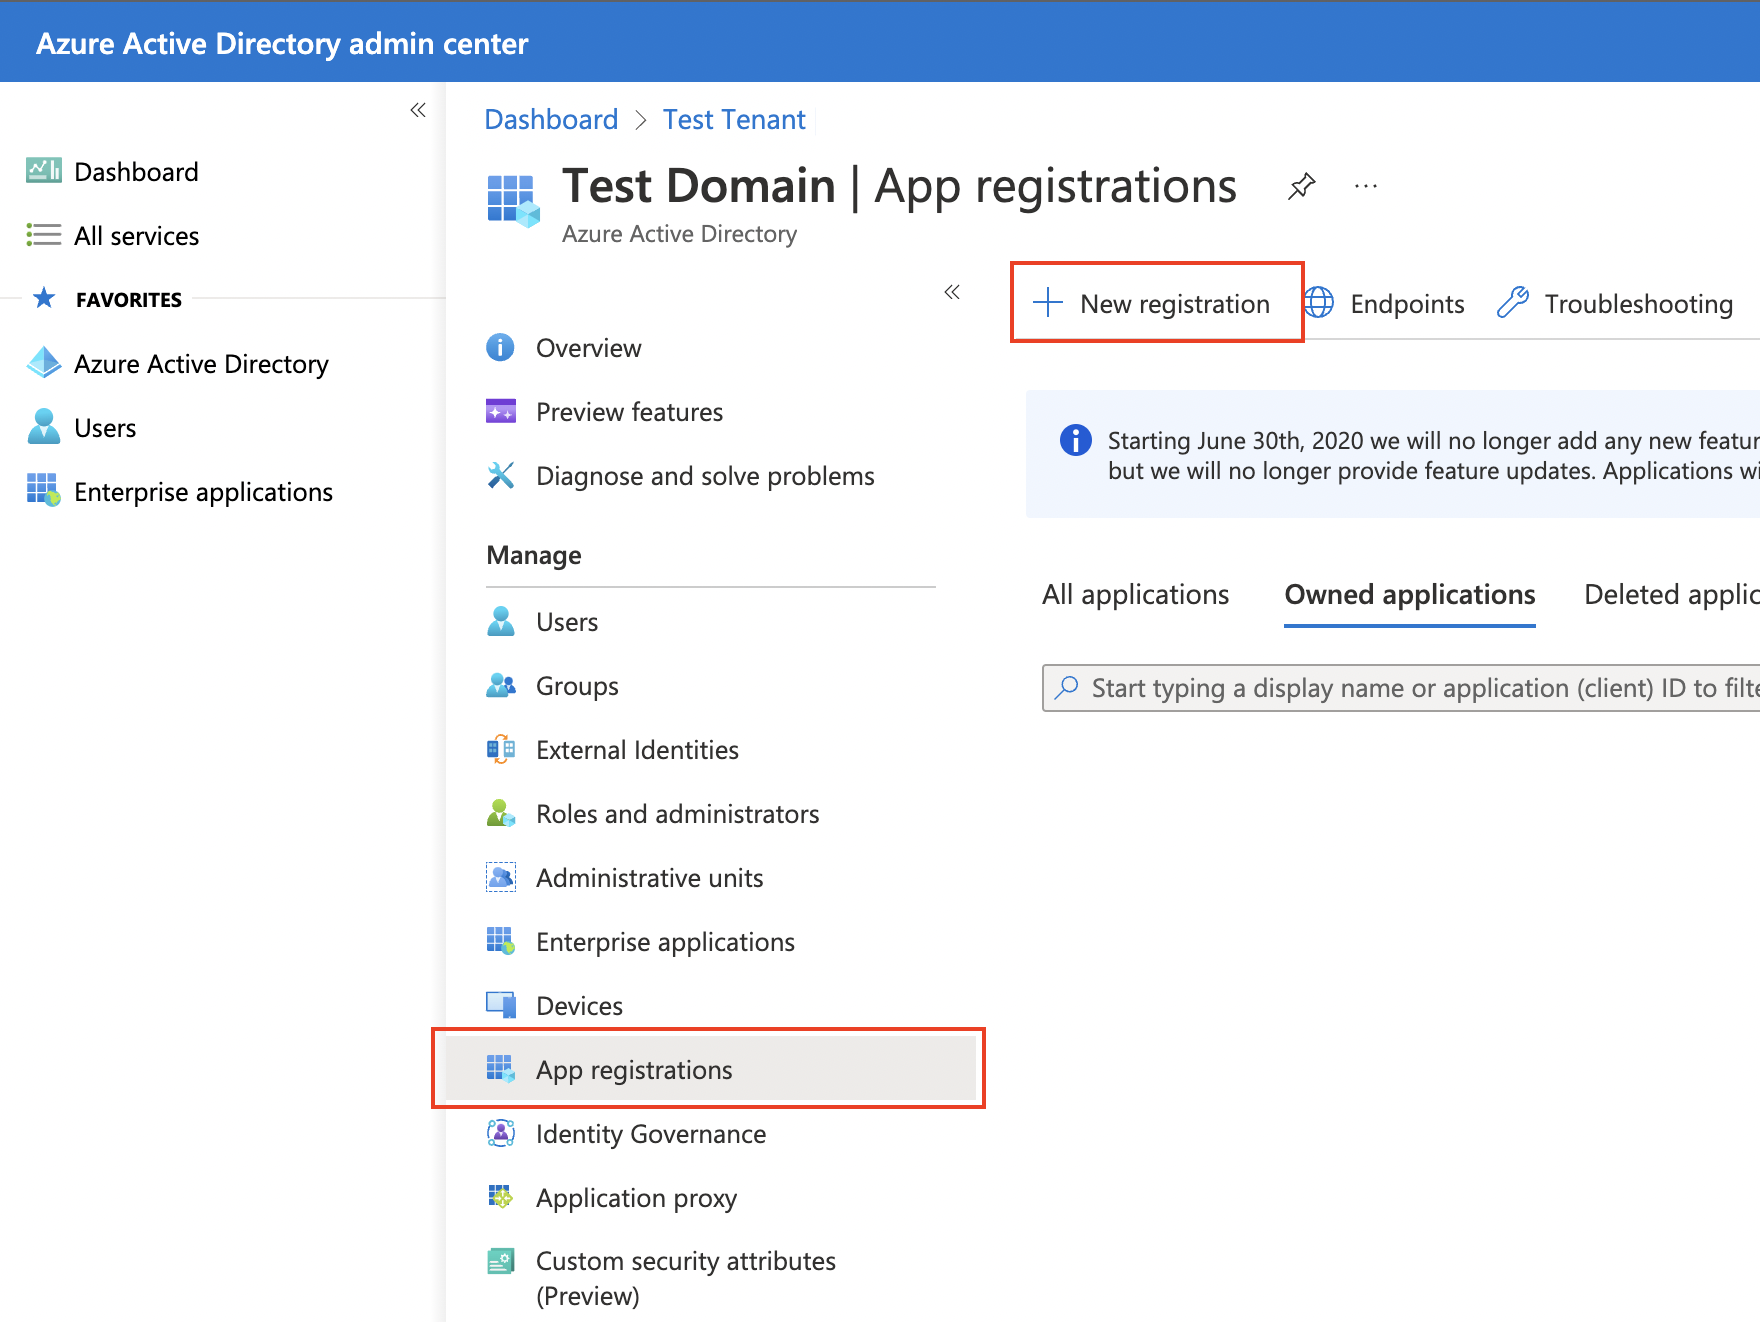 Azure Active Directory admin center
Dashboard
All services
FAVORITES
Azure Active Directory
Users
Enterprise applications
Dashboard > Test Tenant
Test Domain | App registrations
Azure Active Directory
Overview
Preview features
Diagnose and solve problems
Manage
Users
Groups
External Identities
Roles and administrators
Administrative units
Enterprise applications
Devices
App registrations
Identity Governance
Application proxy
Custom security attributes
(Preview)
New registration Endpoints Troubleshooting
Starting June 30th, 2020 we will no longer add any new featur
but we will no longer provide feature updates. Applications wi
All applications Owned applications Deleted applic
Start typing a display name or application (client) ID to filte